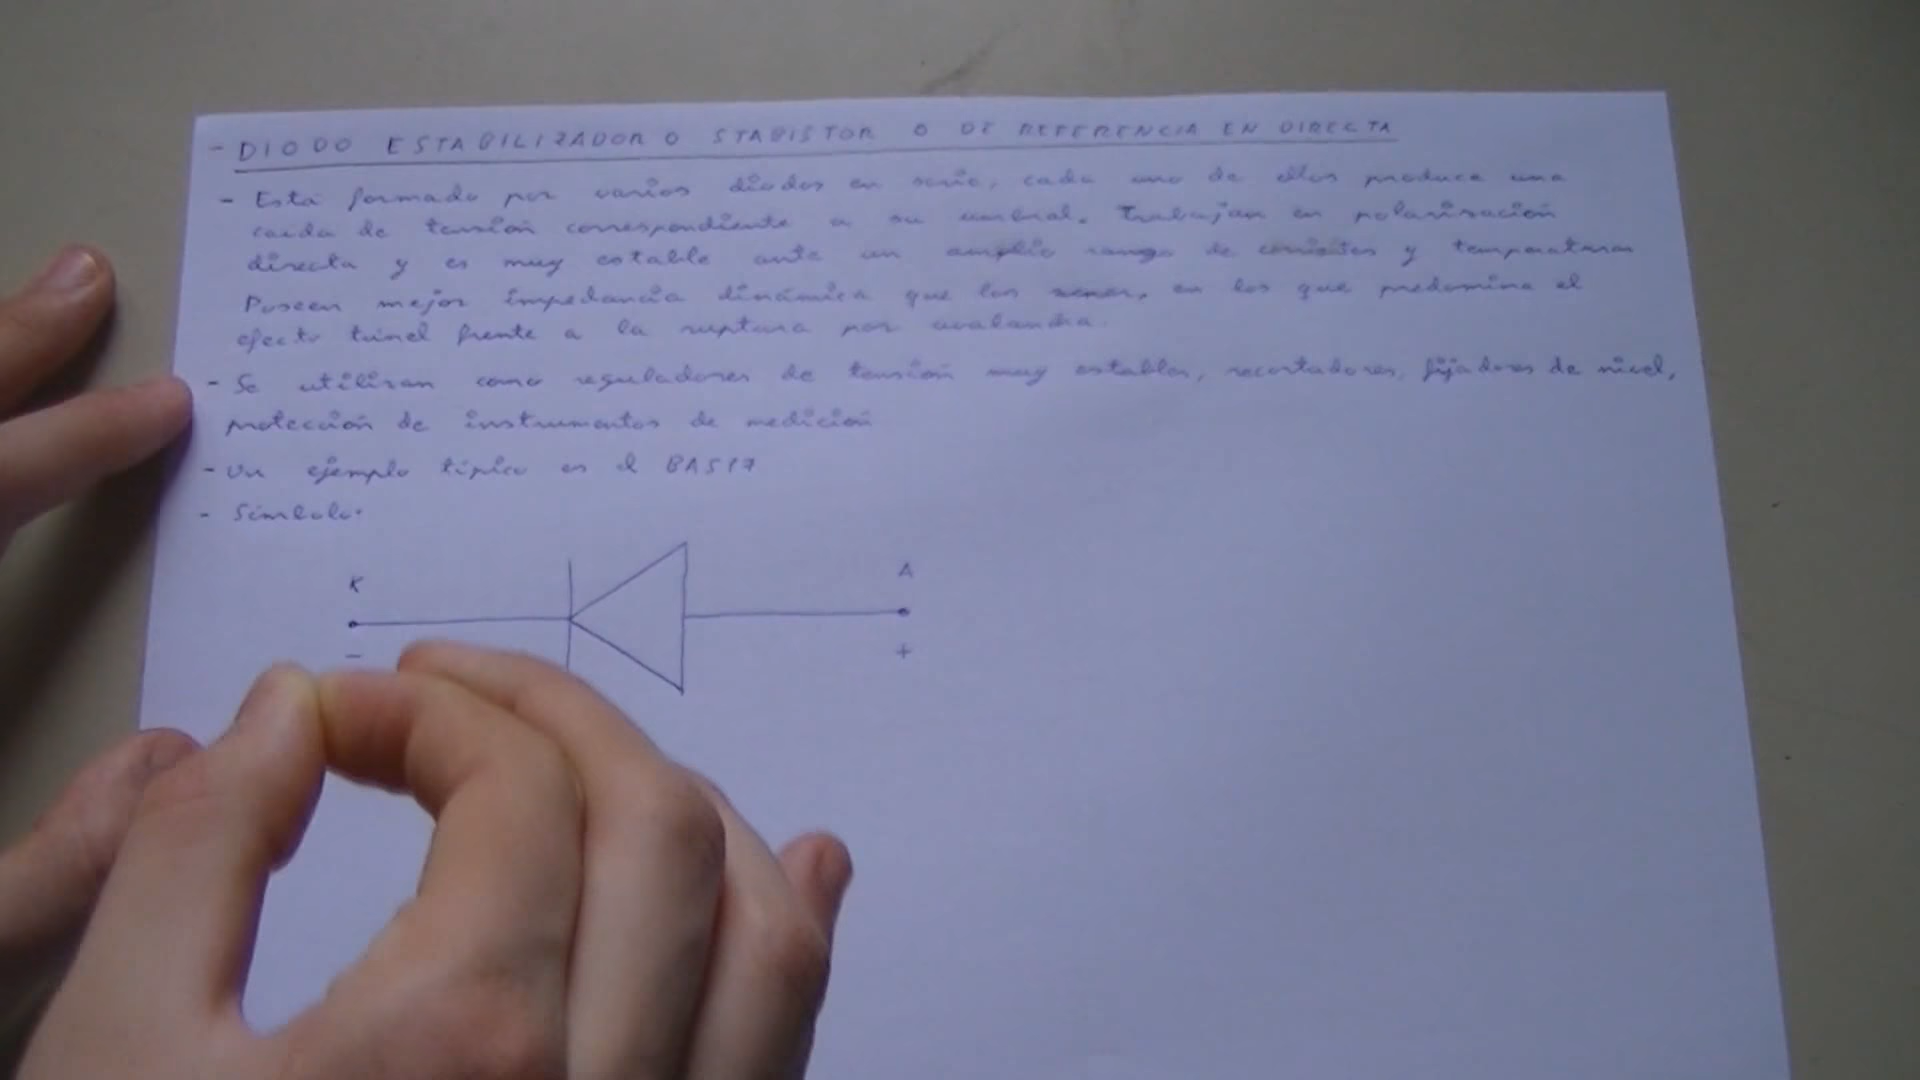 - DIODO ESTABILIZADOR O STABISTOR O DE REFERENCIA EN DIRECTA
- Está formado por varios diodos en serie, cada uno de ellos produce una
caida de tensión correspondiente a su umbral. Trabajan en polarización
directa y es muy estable ante un amplio rango de corrientes y temperaturas
Poseen mejor impedancia dinámica que los zener, en los que predomina el
efecto túnel frente a la ruptura por avalancha.
- Se utilizan como reguladores de tensión muy estables, recortadores, fijadores de nivel,
protección de instrumentos de medición
- Un ejemplo típico es el BAS17
- Símbolo:
K A
- +